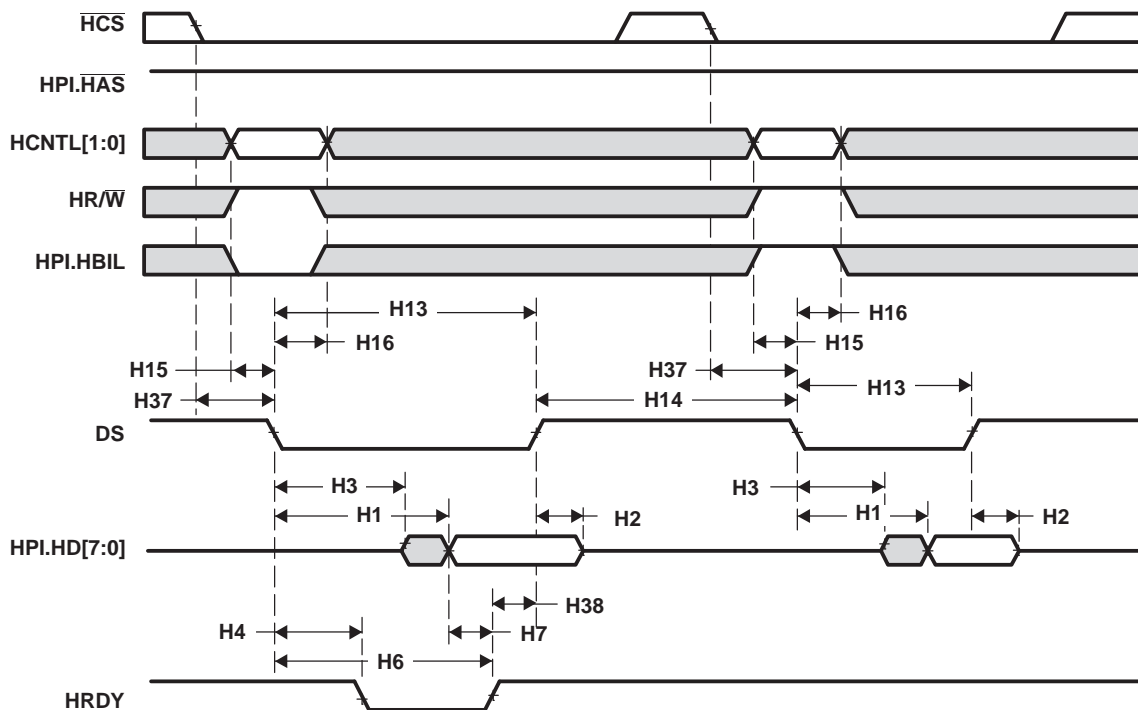 HCS
HPI.HAS
HCNTL[1:0]
HR/W
HPI.HBIL
H13
H16
H16
H15
H15
H37
H37
H13
H14
DS
H3
H3
H1
H1
H2
H2
HPI.HD[7:0]
H38
H4
H7
H6
HRDY